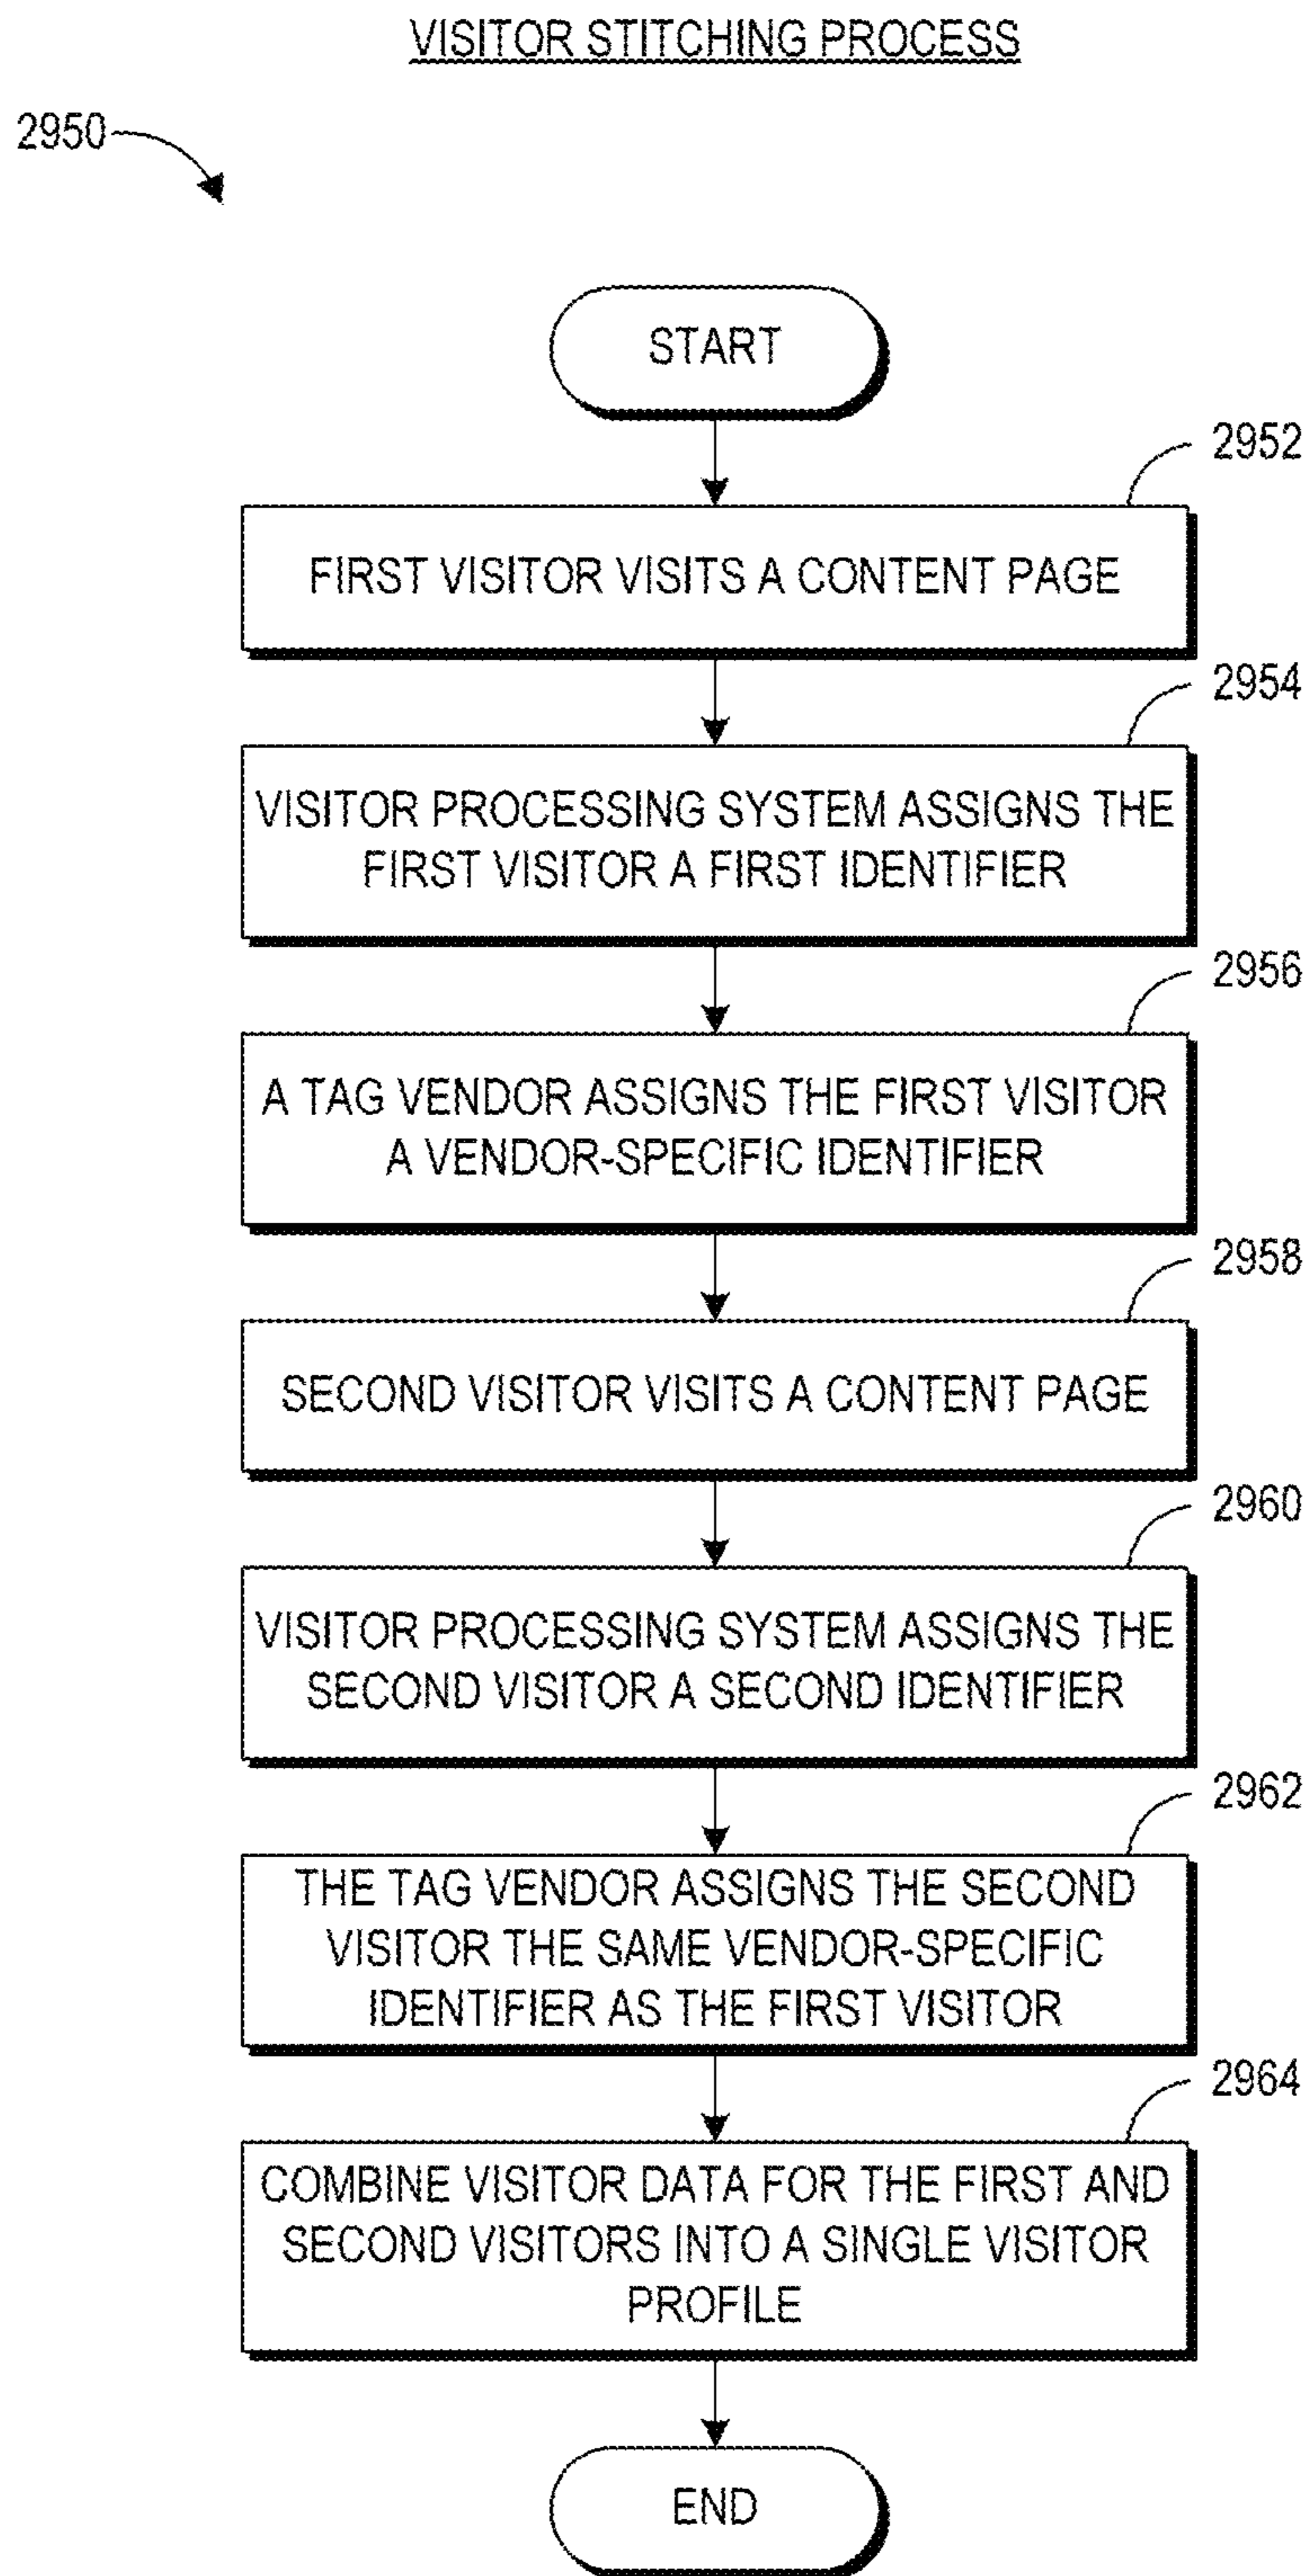 VISITOR STITCHING PROCESS
2950
START
2952
FIRST VISITOR VISITS A CONTENT PAGE
2954
VISITOR PROCESSING SYSTEM ASSIGNS THE
FIRST VISITOR A FIRST IDENTIFIER
2956
A TAG VENDOR ASSIGNS THE FIRST VISITOR
A VENDOR-SPECIFIC IDENTIFIER
2958
SECOND VISITOR VISITS A CONTENT PAGE
2960
VISITOR PROCESSING SYSTEM ASSIGNS THE
SECOND VISITOR A SECOND IDENTIFIER
2962
THE TAG VENDOR ASSIGNS THE SECOND
VISITOR THE SAME VENDOR-SPECIFIC
IDENTIFIER AS THE FIRST VISITOR
2964
COMBINE VISITOR DATA FOR THE FIRST AND
SECOND VISITORS INTO A SINGLE VISITOR
PROFILE
END